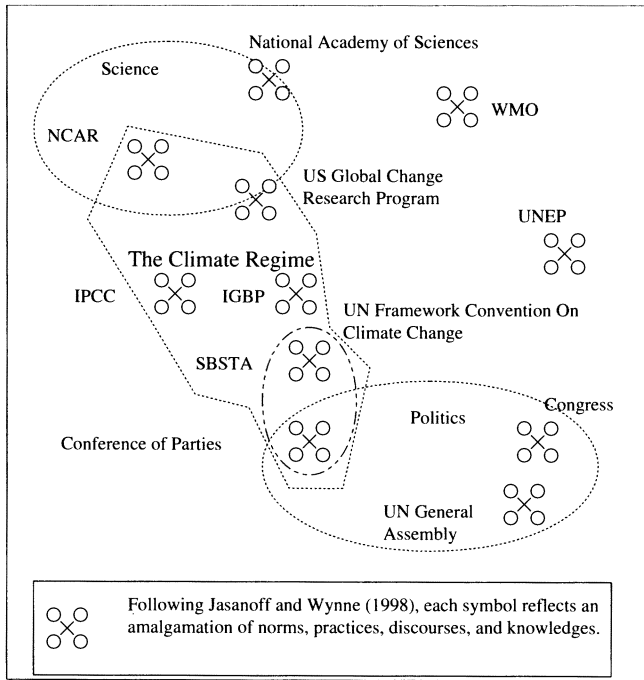 National Academy of Sciences
Science
WMO
NCAR
US Global Change
Research Program
UNEP
The Climate Regime
IPCC
IGBP
UN Framework Convention On
Climate Change
SBSTA
Congress
Politics
Conference of Parties
UN General
Assembly
Following Jasanoff and Wynne (1998), each symbol reflects an
amalgamation of norms, practices, discourses, and knowledges.